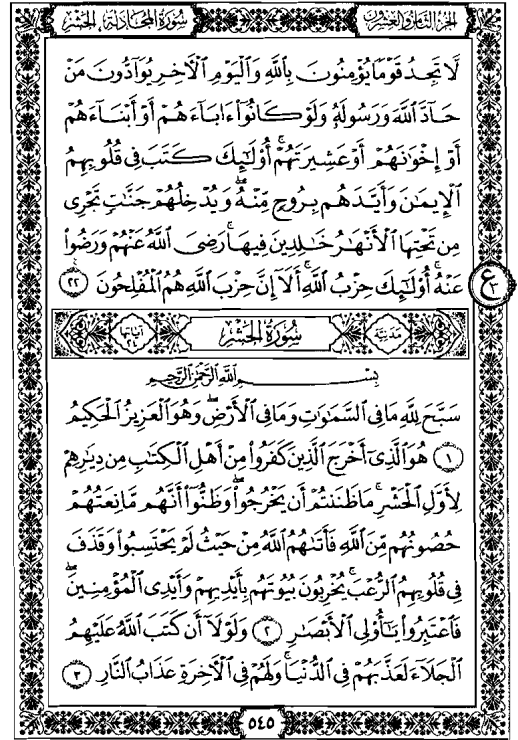 الجزء الثامن والعشرون سورة المجادلة، الحشر
لَّا تَجِدُ قَوْمًا يُؤْمِنُونَ بِٱللَّهِ وَٱلْيَوْمِ ٱلْأَخِرِ يُوَآدُّونَ مَنْ
حَآدَّ ٱللَّهَ وَرَسُولَهُۥ وَلَوْ كَانُوٓا۟ ءَابَآءَهُمْ أَوْ أَبْنَآءَهُمْ
أَوْ إِخْوَٰنَهُمْ أَوْ عَشِيرَتَهُمْ ۚ أُو۟لَٰٓئِكَ كَتَبَ فِى قُلُوبِهِمُ
ٱلْإِيمَٰنَ وَأَيَّدَهُم بِرُوحٍ مِّنْهُ ۖ وَيُدْخِلُهُمْ جَنَّٰتٍ تَجْرِى
مِن تَحْتِهَا ٱلْأَنْهَٰرُ خَٰلِدِينَ فِيهَا ۚ رَضِىَ ٱللَّهُ عَنْهُمْ وَرَضُوا۟
عَنْهُ ۚ أُو۟لَٰٓئِكَ حِزْبُ ٱللَّهِ ۚ أَلَآ إِنَّ حِزْبَ ٱللَّهِ هُمُ ٱلْمُفْلِحُونَ ٢٢
ع ٣
مدنية سُورَةُ الحَشْرِ آياتها ٢٤
بِسْمِ ٱللَّهِ ٱلرَّحْمَٰنِ ٱلرَّحِيمِ
سَبَّحَ لِلَّهِ مَا فِى ٱلسَّمَٰوَٰتِ وَمَا فِى ٱلْأَرْضِ ۖ وَهُوَ ٱلْعَزِيزُ ٱلْحَكِيمُ
١ هُوَ ٱلَّذِىٓ أَخْرَجَ ٱلَّذِينَ كَفَرُوا۟ مِنْ أَهْلِ ٱلْكِتَٰبِ مِن دِيَٰرِهِمْ
لِأَوَّلِ ٱلْحَشْرِ ۚ مَا ظَنَنتُمْ أَن يَخْرُجُوا۟ ۖ وَظَنُّوٓا۟ أَنَّهُم مَّانِعَتُهُمْ
حُصُونُهُم مِّنَ ٱللَّهِ فَأَتَىٰهُمُ ٱللَّهُ مِنْ حَيْثُ لَمْ يَحْتَسِبُوا۟ ۖ وَقَذَفَ
فِى قُلُوبِهِمُ ٱلرُّعْبَ ۚ يُخْرِبُونَ بُيُوتَهُم بِأَيْدِيهِمْ وَأَيْدِى ٱلْمُؤْمِنِينَ
فَٱعْتَبِرُوا۟ يَٰٓأُو۟لِى ٱلْأَبْصَٰرِ ٢ وَلَوْلَآ أَن كَتَبَ ٱللَّهُ عَلَيْهِمُ
ٱلْجَلَآءَ لَعَذَّبَهُمْ فِى ٱلدُّنْيَا ۖ وَلَهُمْ فِى ٱلْأَخِرَةِ عَذَابُ ٱلنَّارِ ٣
٥٤٥